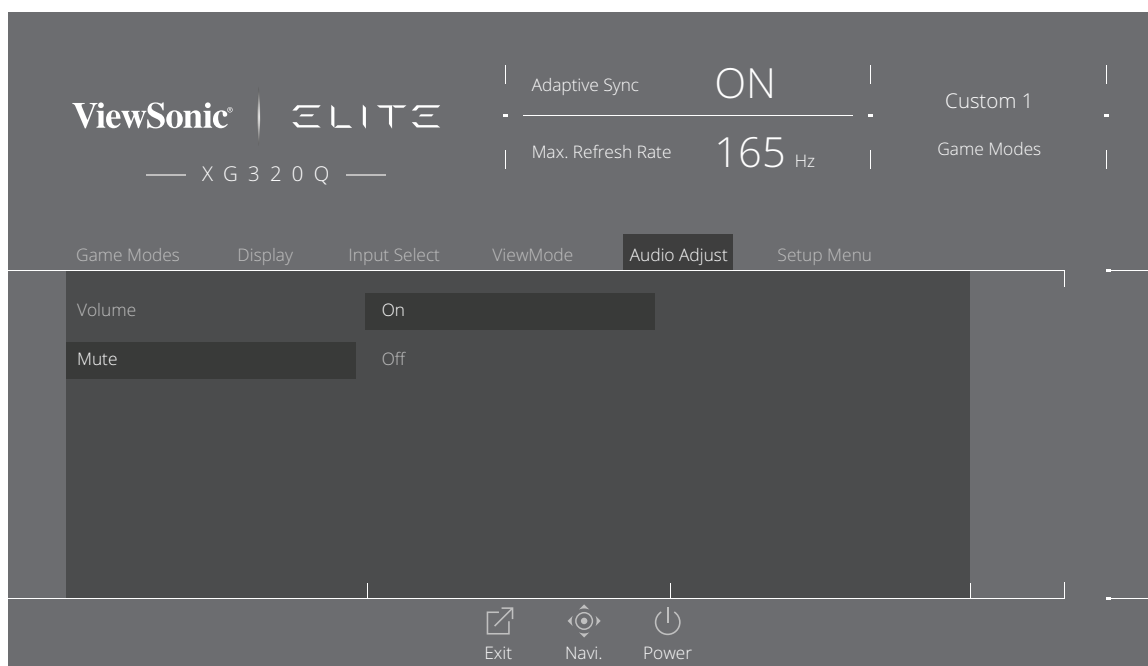 ViewSonic® | ELITE
XG320Q
Adaptive Sync ON
Max. Refresh Rate 165 Hz
Custom 1
Game Modes
Game Modes Display Input Select ViewMode Audio Adjust Setup Menu
Volume On
Mute Off
Exit Navi. Power